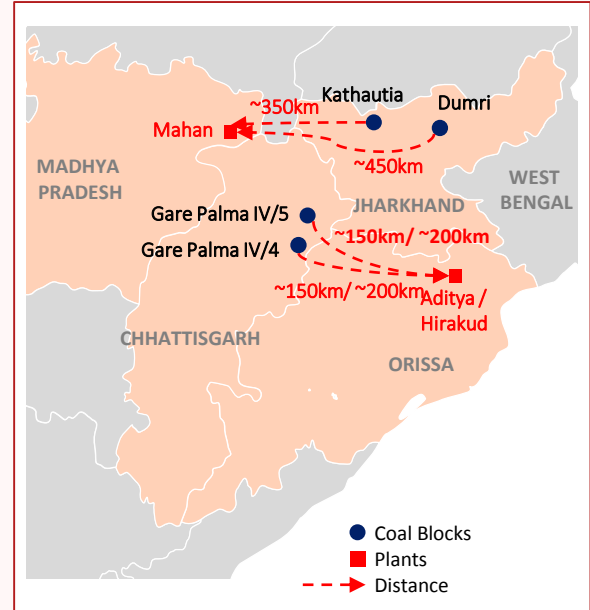 Kathautia
Dumri
~350km
Mahan
~450km
MADHYA
PRADESH
WEST
BENGAL
JHARKHAND
Gare Palma IV/5
~150km/ ~200km
Gare Palma IV/4
~150km/ ~200km
Aditya /
Hirakud
CHHATTISGARH
ORISSA
Coal Blocks
Plants
Distance